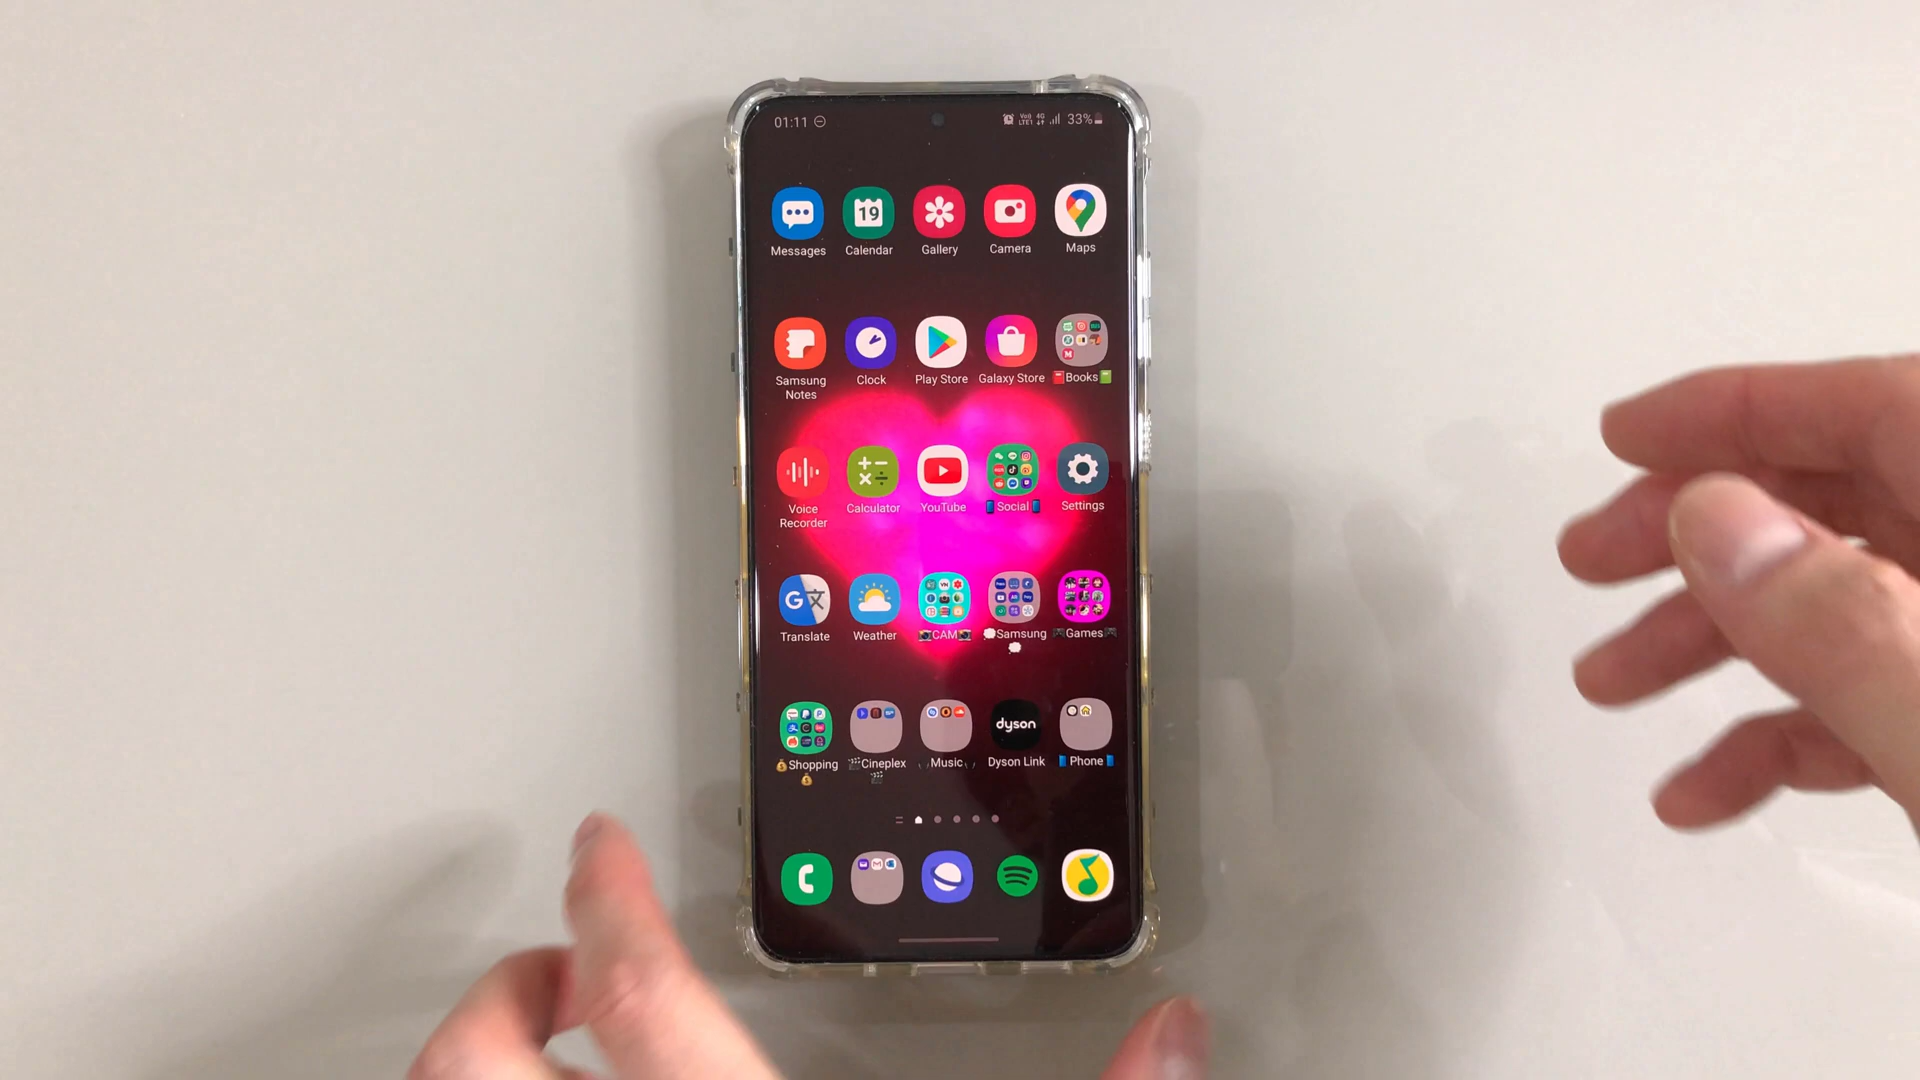 01:11 33%
Messages Calendar Gallery Camera Maps
19
Samsung Notes Clock Play Store Galaxy Store 📕Books📗
Voice Recorder Calculator YouTube 📘Social📘 Settings
Translate Weather 📷CAM📷 💭Samsung💭 🎮Games🎮
dyson
💰Shopping💰 🎬Cineplex🎬 Music Dyson Link 📘Phone📘